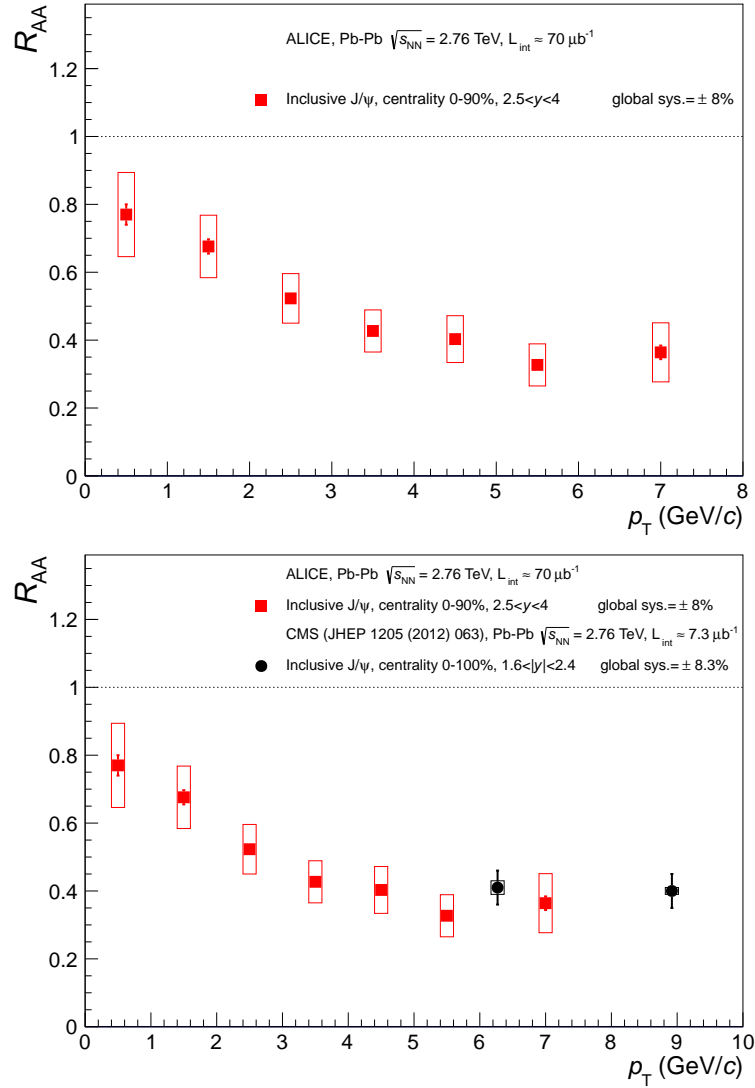 R_AA
ALICE, Pb-Pb √s_NN = 2.76 TeV, L_int ≈ 70 μb⁻¹
Inclusive J/ψ, centrality 0-90%, 2.5<y<4 global sys.= ± 8%
1.2
1
0.8
0.6
0.4
0.2
0
0 1 2 3 4 5 6 7 8
p_T (GeV/c)
R_AA
ALICE, Pb-Pb √s_NN = 2.76 TeV, L_int ≈ 70 μb⁻¹
Inclusive J/ψ, centrality 0-90%, 2.5<y<4 global sys.= ± 8%
CMS (JHEP 1205 (2012) 063), Pb-Pb √s_NN = 2.76 TeV, L_int ≈ 7.3 μb⁻¹
Inclusive J/ψ, centrality 0-100%, 1.6<|y|<2.4 global sys.= ± 8.3%
1.2
1
0.8
0.6
0.4
0.2
0
0 1 2 3 4 5 6 7 8 9 10
p_T (GeV/c)